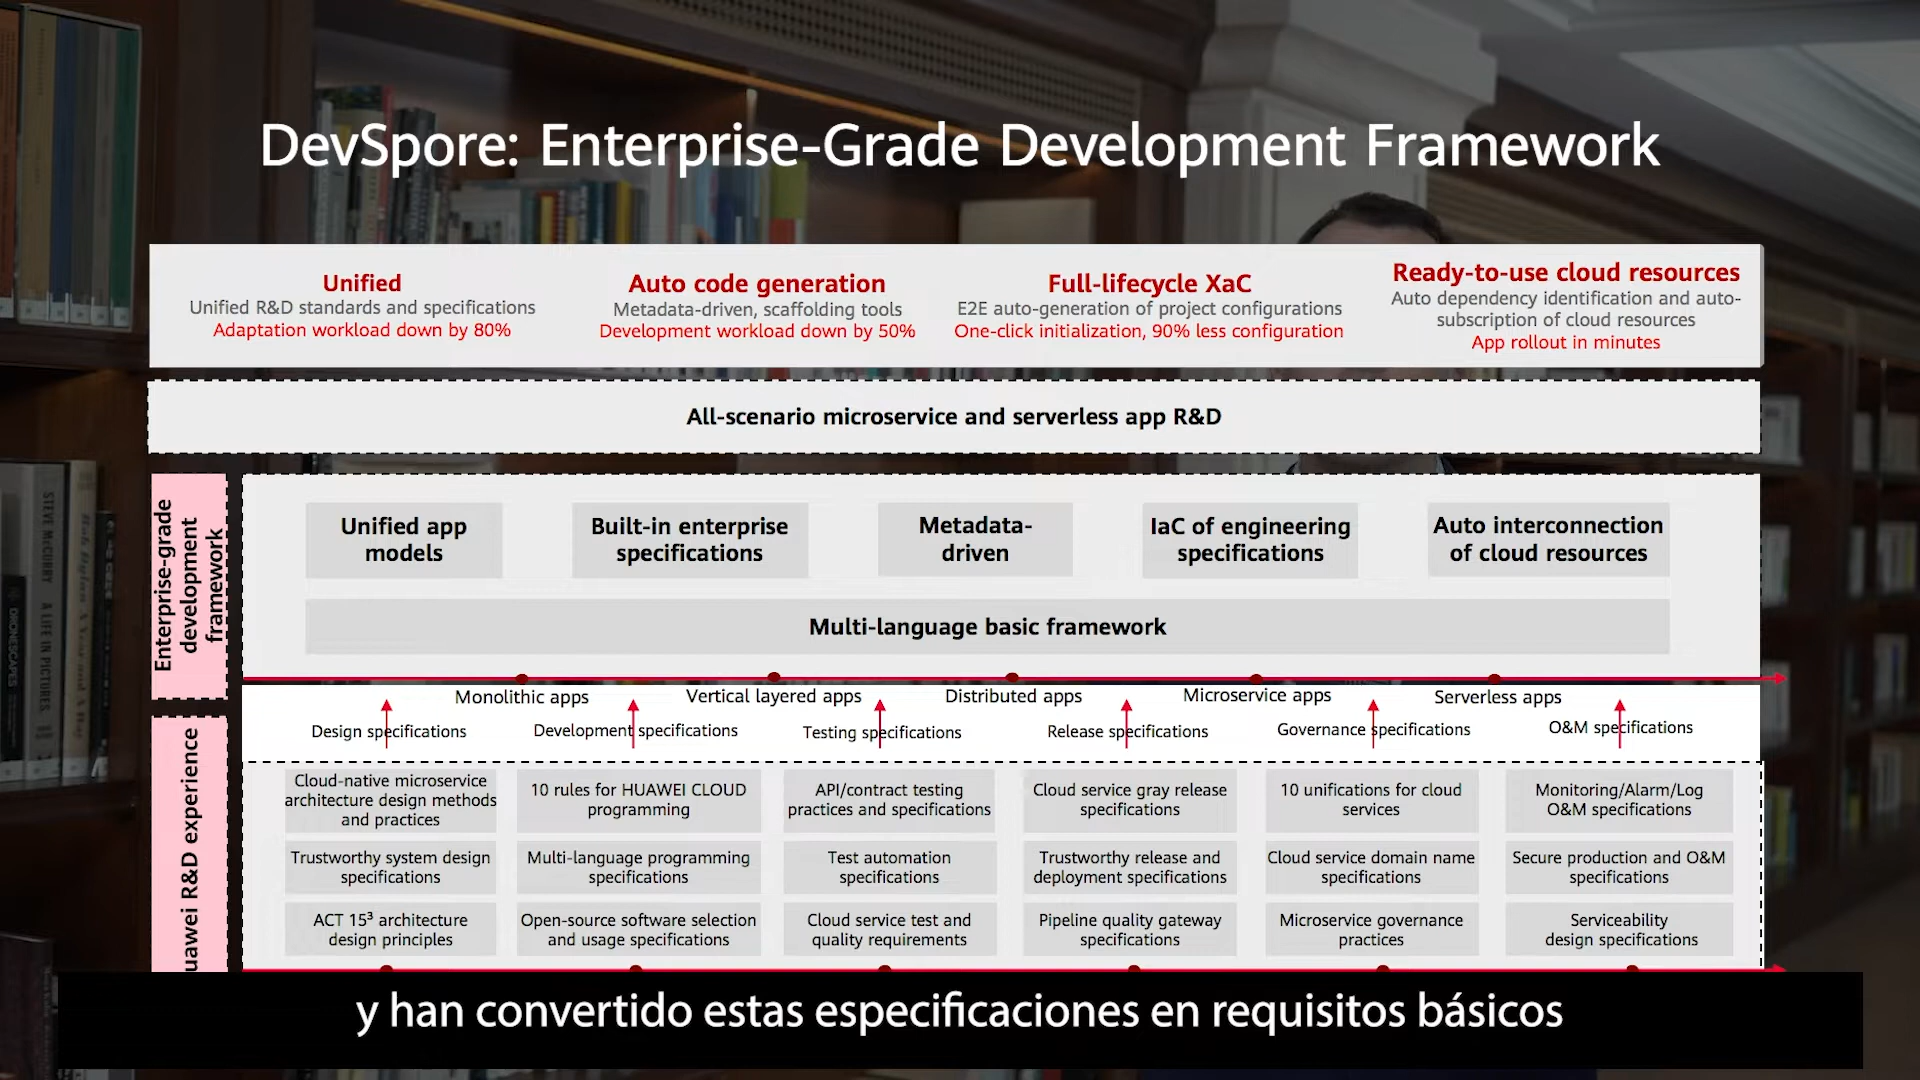 DevSpore: Enterprise-Grade Development Framework
Unified
Unified R&D standards and specifications
Adaptation workload down by 80%
Auto code generation
Metadata-driven, scaffolding tools
Development workload down by 50%
Full-lifecycle XaC
E2E auto-generation of project configurations
One-click initialization, 90% less configuration
Ready-to-use cloud resources
Auto dependency identification and auto-
subscription of cloud resources
App rollout in minutes
All-scenario microservice and serverless app R&D
Enterprise-grade
development
framework
Unified app
models
Built-in enterprise
specifications
Metadata-
driven
IaC of engineering
specifications
Auto interconnection
of cloud resources
Multi-language basic framework
Monolithic apps
Vertical layered apps
Distributed apps
Microservice apps
Serverless apps
Design specifications
Development specifications
Testing specifications
Release specifications
Governance specifications
O&M specifications
uawei R&D experience
Cloud-native microservice
architecture design methods
and practices
10 rules for HUAWEI CLOUD
programming
API/contract testing
practices and specifications
Cloud service gray release
specifications
10 unifications for cloud
services
Monitoring/Alarm/Log
O&M specifications
Trustworthy system design
specifications
Multi-language programming
specifications
Test automation
specifications
Trustworthy release and
deployment specifications
Cloud service domain name
specifications
Secure production and O&M
specifications
ACT 15³ architecture
design principles
Open-source software selection
and usage specifications
Cloud service test and
quality requirements
Pipeline quality gateway
specifications
Microservice governance
practices
Serviceability
design specifications
STEVE McCURRY A LIFE IN PICTURES
DRONESCAPES
y han convertido estas especificaciones en requisitos básicos